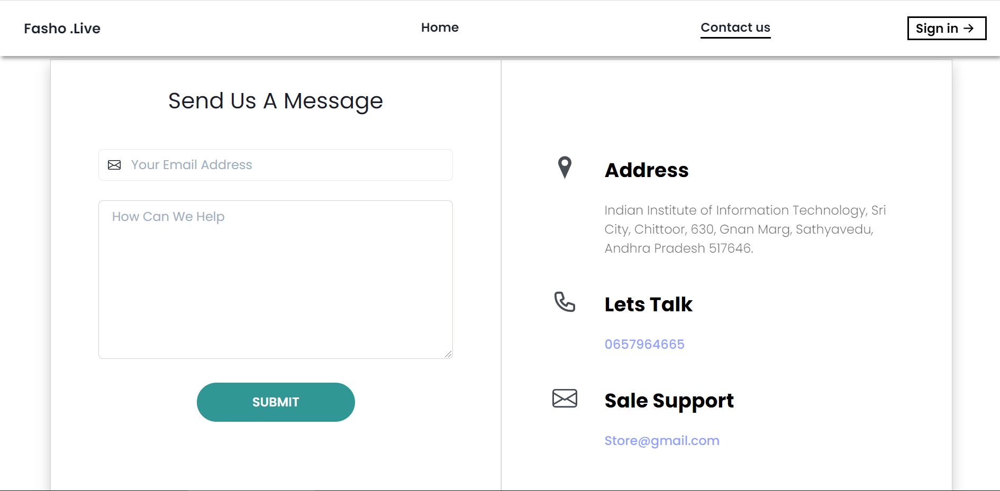 Fasho .Live
Home
Contact us
Sign in →
Send Us A Message
Your Email Address
How Can We Help
SUBMIT
Address
Indian Institute of Information Technology, Sri
City, Chittoor, 630, Gnan Marg, Sathyavedu,
Andhra Pradesh 517646.
Lets Talk
0657964665
Sale Support
Store@gmail.com